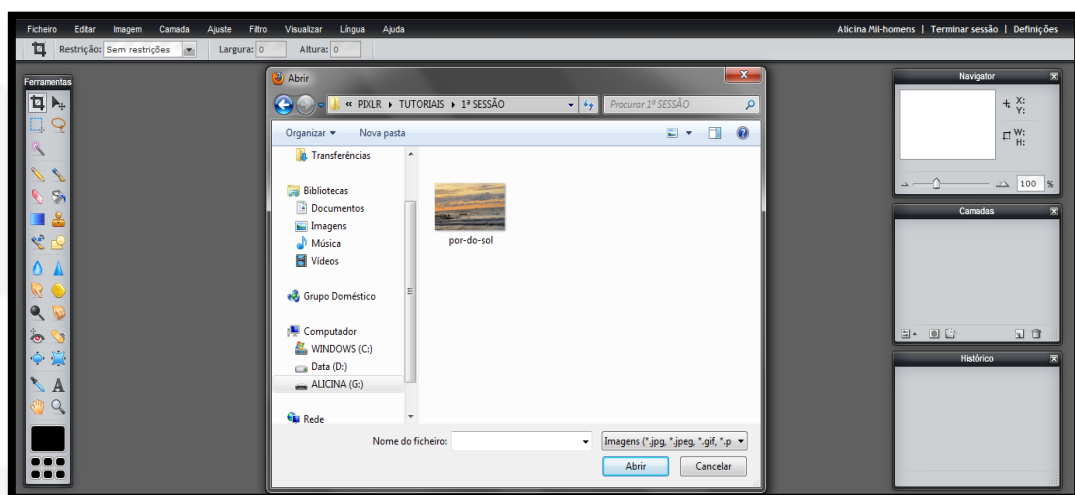 Ficheiro Editar Imagem Camada Ajuste Filtro Visualizar Língua Ajuda
Alicina Mil-homens | Terminar sessão | Definições
Restrição: Sem restrições Largura: 0 Altura: 0
Ferramentas
A
Abrir
« PIXLR TUTORIAIS 1ª SESSÃO
Procurar 1ª SESSÃO
Organizar Nova pasta
Transferências
Bibliotecas
Documentos
Imagens
Música
Vídeos
Grupo Doméstico
Computador
WINDOWS (C:)
Data (D:)
ALICINA (G:)
Rede
por-do-sol
Nome do ficheiro:
Imagens (*.jpg, *.jpeg, *.gif, *.p
Abrir Cancelar
Navigator
X:
Y:
W:
H:
100 %
Camadas
Histórico